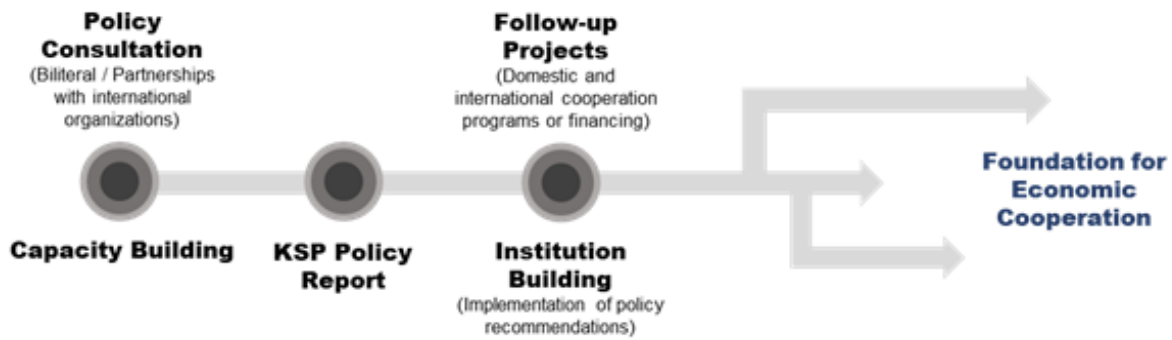 Policy
Consultation
(Biliteral / Partnerships
with international
organizations)
Capacity Building
KSP Policy
Report
Follow-up
Projects
(Domestic and
international cooperation
programs or financing)
Institution
Building
(Implementation of policy
recommendations)
Foundation for
Economic
Cooperation